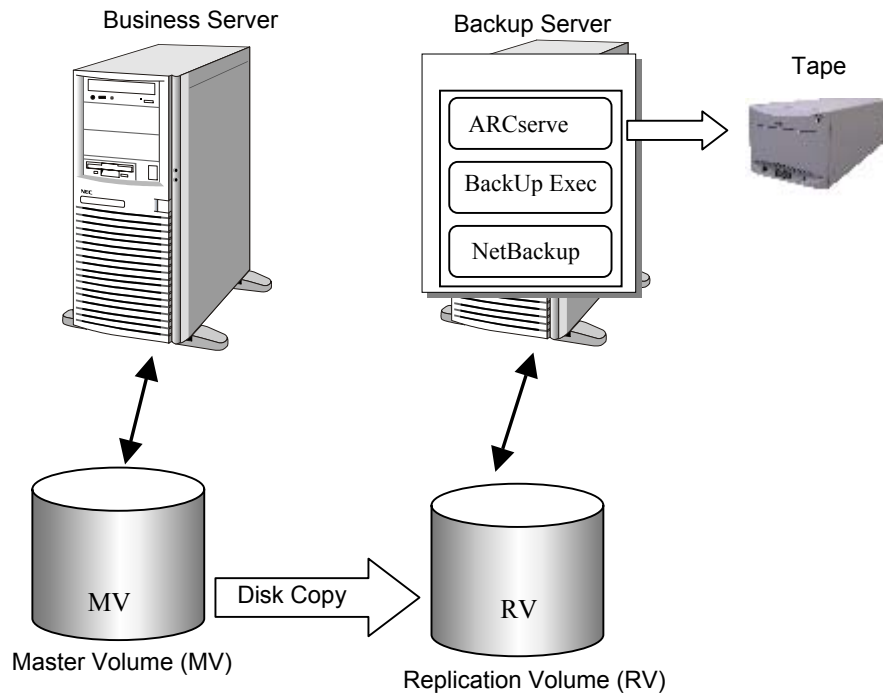 Business Server
Backup Server
Tape
ARCserve
BackUp Exec
NetBackup
NEC
MV
Disk Copy
RV
Master Volume (MV)
Replication Volume (RV)